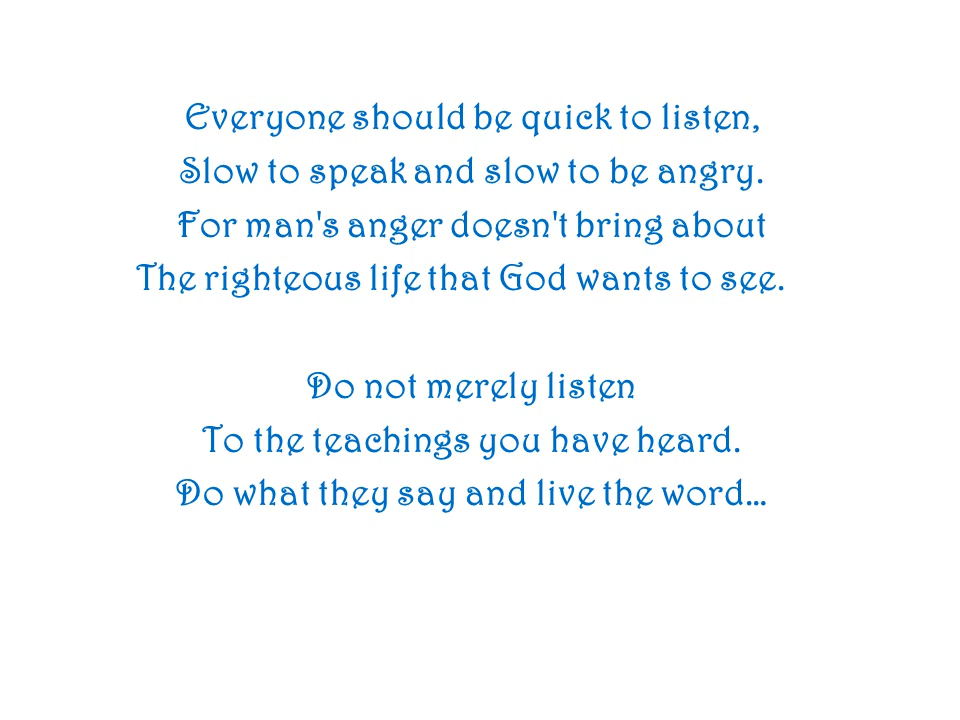 Everyone should be quick to listen,
Slow to speak and slow to be angry.
For man's anger doesn't bring about
The righteous life that God wants to see.
Do not merely listen
To the teachings you have heard.
Do what they say and live the word...